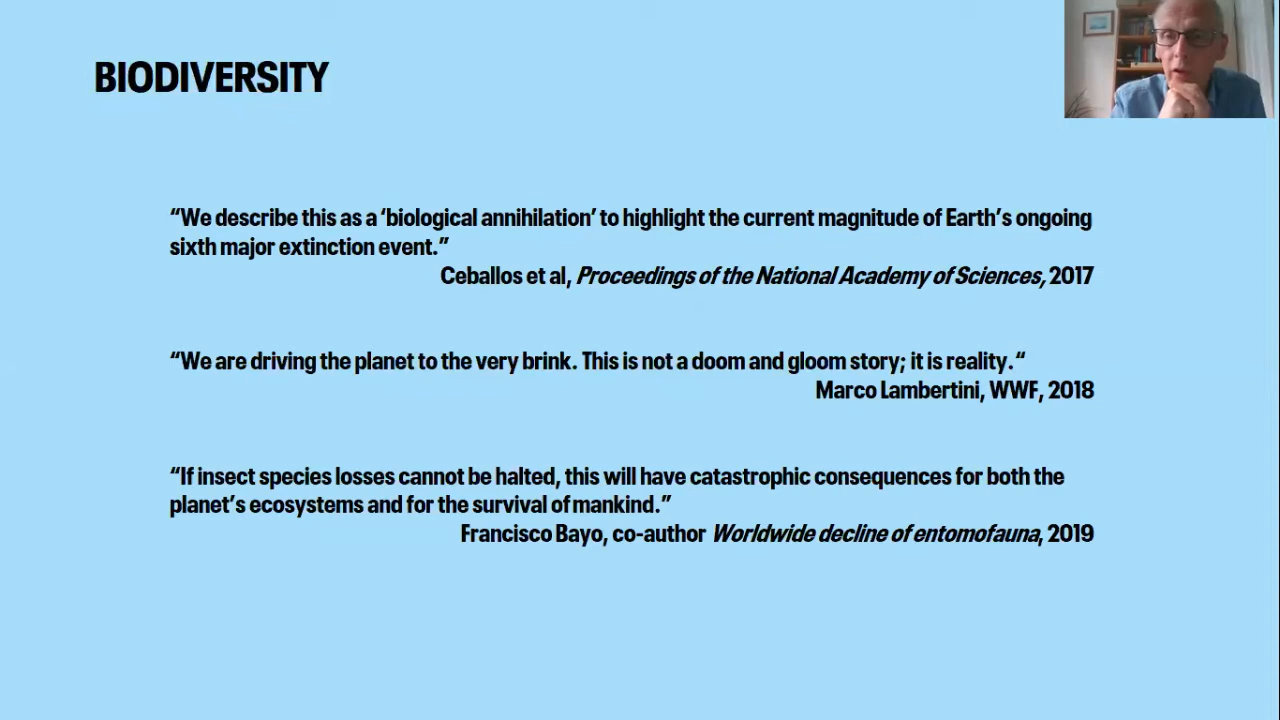 BIODIVERSITY
“We describe this as a ‘biological annihilation’ to highlight the current magnitude of Earth’s ongoing
sixth major extinction event.”
Ceballos et al, Proceedings of the National Academy of Sciences, 2017
“We are driving the planet to the very brink. This is not a doom and gloom story; it is reality.“
Marco Lambertini, WWF, 2018
“If insect species losses cannot be halted, this will have catastrophic consequences for both the
planet’s ecosystems and for the survival of mankind.”
Francisco Bayo, co-author Worldwide decline of entomofauna, 2019